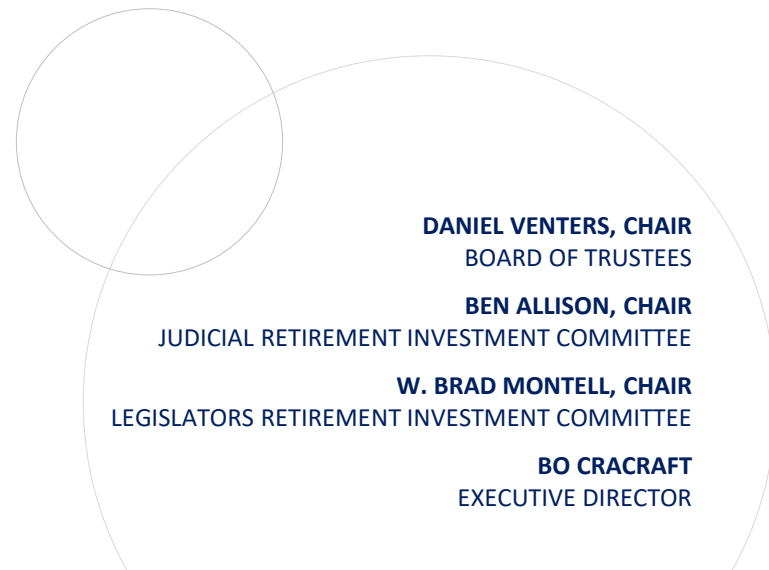 DANIEL VENTERS, CHAIR
BOARD OF TRUSTEES
BEN ALLISON, CHAIR
JUDICIAL RETIREMENT INVESTMENT COMMITTEE
W. BRAD MONTELL, CHAIR
LEGISLATORS RETIREMENT INVESTMENT COMMITTEE
BO CRACRAFT
EXECUTIVE DIRECTOR